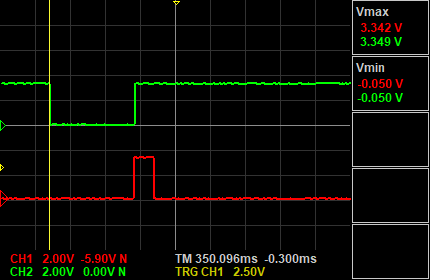 Vmax
3.342 V
3.349 V
Vmin
-0.050 V
-0.050 V
CH1 2.00V -5.90V N TM 350.096ms -0.300ms
CH2 2.00V 0.00V N TRG CH1 2.50V